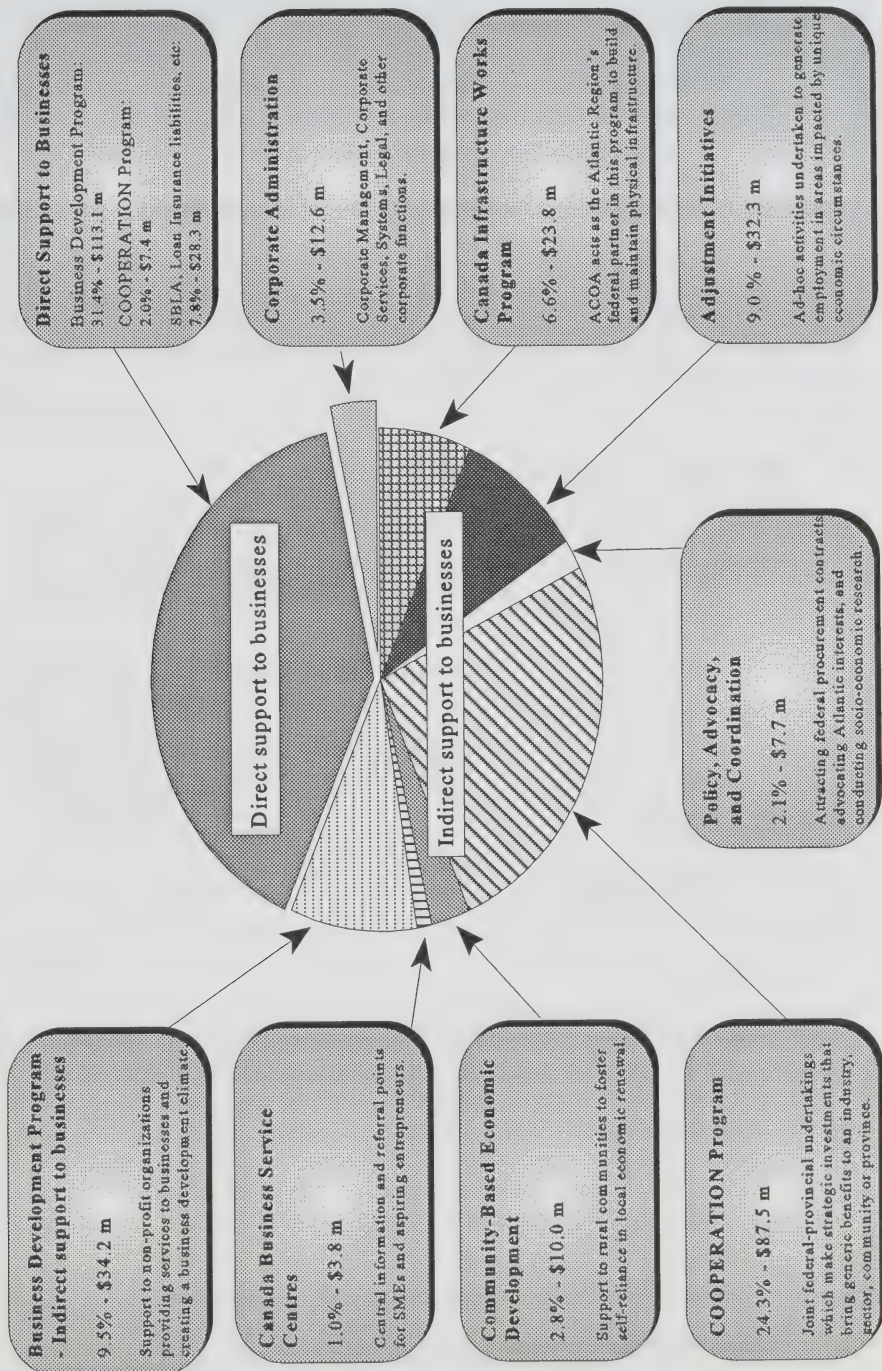 Business Development Program
- Indirect support to businesses
9.5% - $34.2 m
Support to non-profit organizations
providing services to businesses and
creating a business development climate.
Canada Business Service
Centres
1.0% - $3.8 m
Central information and referral points
for SMEs and aspiring entrepreneurs.
Community-Based Economic
Development
2.8% - $10.0 m
Support to rural communities to foster
self-reliance in local economic renewal.
COOPERATION Program
24.3% - $87.5 m
Joint federal-provincial undertakings
which make strategic investments that
bring generic benefits to an industry,
sector, community or province.
Direct support to businesses
Indirect support to businesses
Policy, Advocacy,
and Coordination
2.1% - $7.7 m
Attracting federal procurement contracts
advocating Atlantic interests, and
conducting socio-economic research.
Direct Support to Businesses
Business Development Program:
31.4% - $113.1 m
COOPERATION Program:
2.0% - $7.4 m
SBLA, Loan Insurance liabilities, etc:
7.8% - $28.3 m
Corporate Administration
3.5% - $12.6 m
Corporate Management, Corporate
Services, Systems, Legal, and other
corporate functions.
Canada Infrastructure Works
Program
6.6% - $23.8 m
ACOA acts as the Atlantic Region's
federal partner in this program to build
and maintain physical infrastructure
Adjustment Initiatives
9.0 % - $32.3 m
Ad-hoc activities undertaken to generate
employment in areas impacted by unique
economic circumstances.